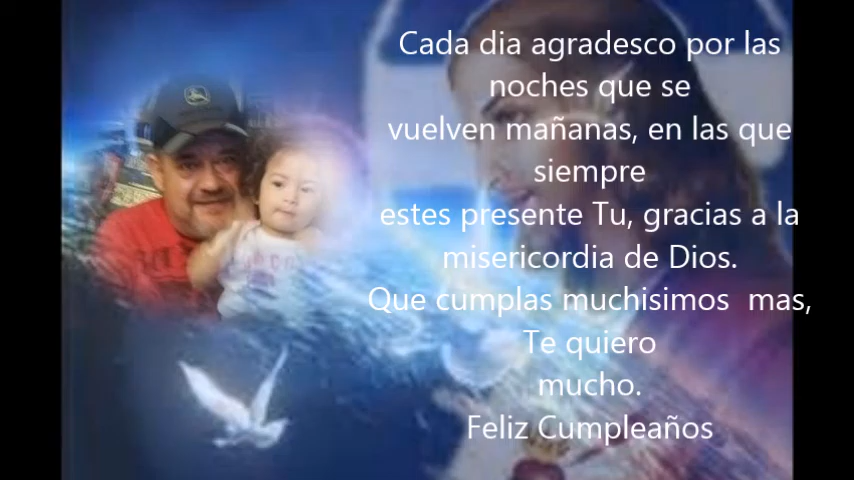 Cada dia agradesco por las
noches que se
vuelven mañanas, en las que
siempre
estes presente Tu, gracias a la
misericordia de Dios.
Que cumplas muchisimos  mas,
Te quiero
mucho.
Feliz Cumpleaños